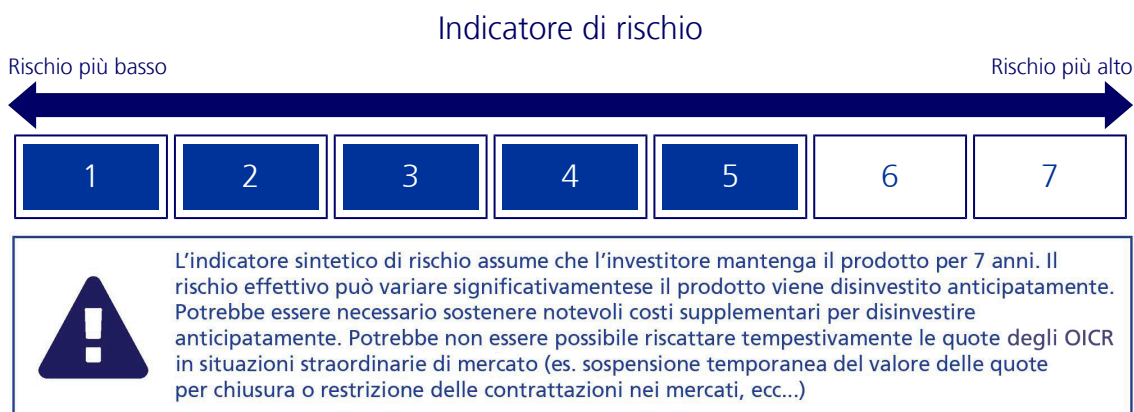 Indicatore di rischio
Rischio più basso
Rischio più alto
1 2 3 4 5 6 7
L'indicatore sintetico di rischio assume che l'investitore mantenga il prodotto per 7 anni. Il
rischio effettivo può variare significativamentese il prodotto viene disinvestito anticipatamente.
Potrebbe essere necessario sostenere notevoli costi supplementari per disinvestire
anticipatamente. Potrebbe non essere possibile riscattare tempestivamente le quote degli OICR
in situazioni straordinarie di mercato (es. sospensione temporanea del valore delle quote
per chiusura o restrizione delle contrattazioni nei mercati, ecc...)